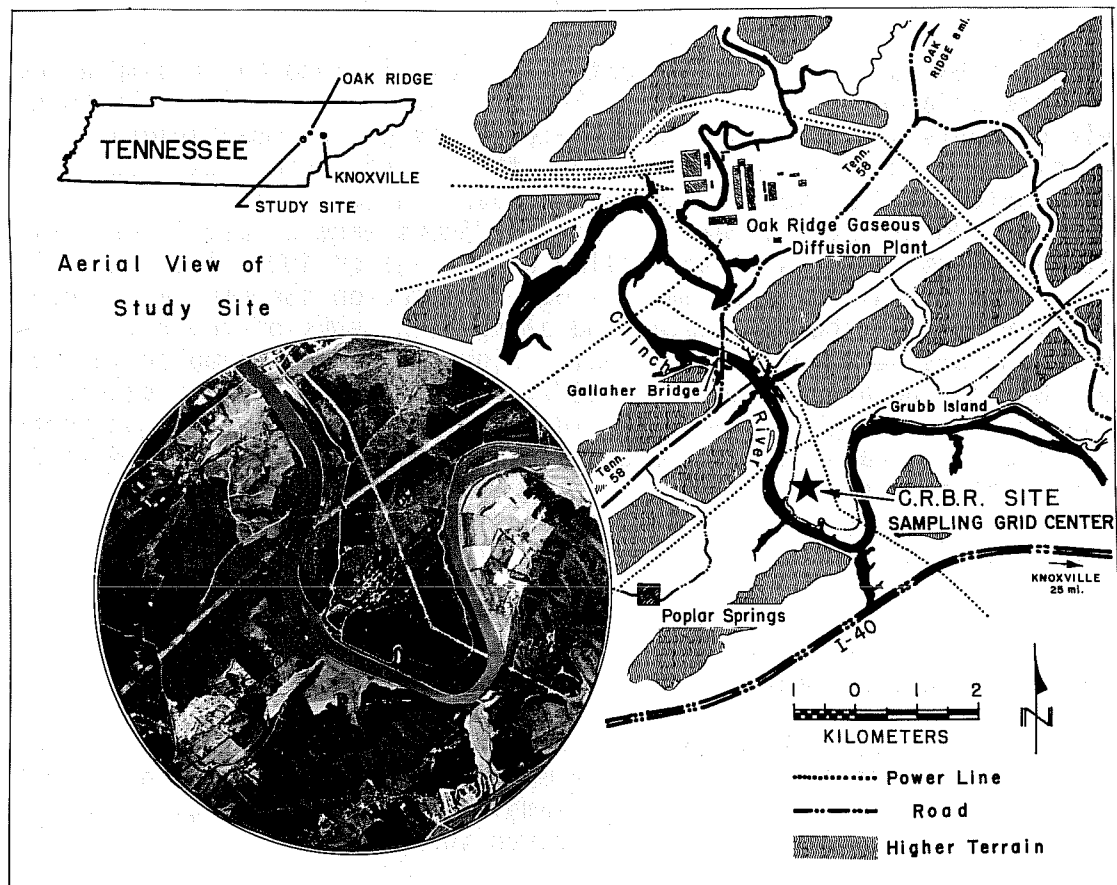 OAK RIDGE
TENNESSEE
KNOXVILLE
STUDY SITE
Aerial View of
Study Site
OAK
RIDGE 8 mi.
Tenn.
58
Oak Ridge Gaseous
Diffusion Plant
Clinch
River
Gallaher Bridge
Grubb Island
Tenn.
58
C.R.B.R. SITE
SAMPLING GRID CENTER
KNOXVILLE
25 mi.
Poplar Springs
I-40
1 0 1 2
KILOMETERS
N
Power Line
Road
Higher Terrain